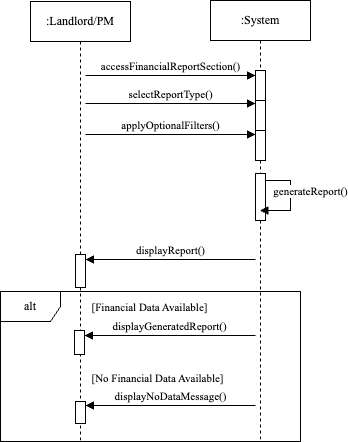 :Landlord/PM
:System
accessFinancialReportSection()
selectReportType()
applyOptionalFilters()
generateReport()
displayReport()
alt
[Financial Data Available]
displayGeneratedReport()
[No Financial Data Available]
displayNoDataMessage()